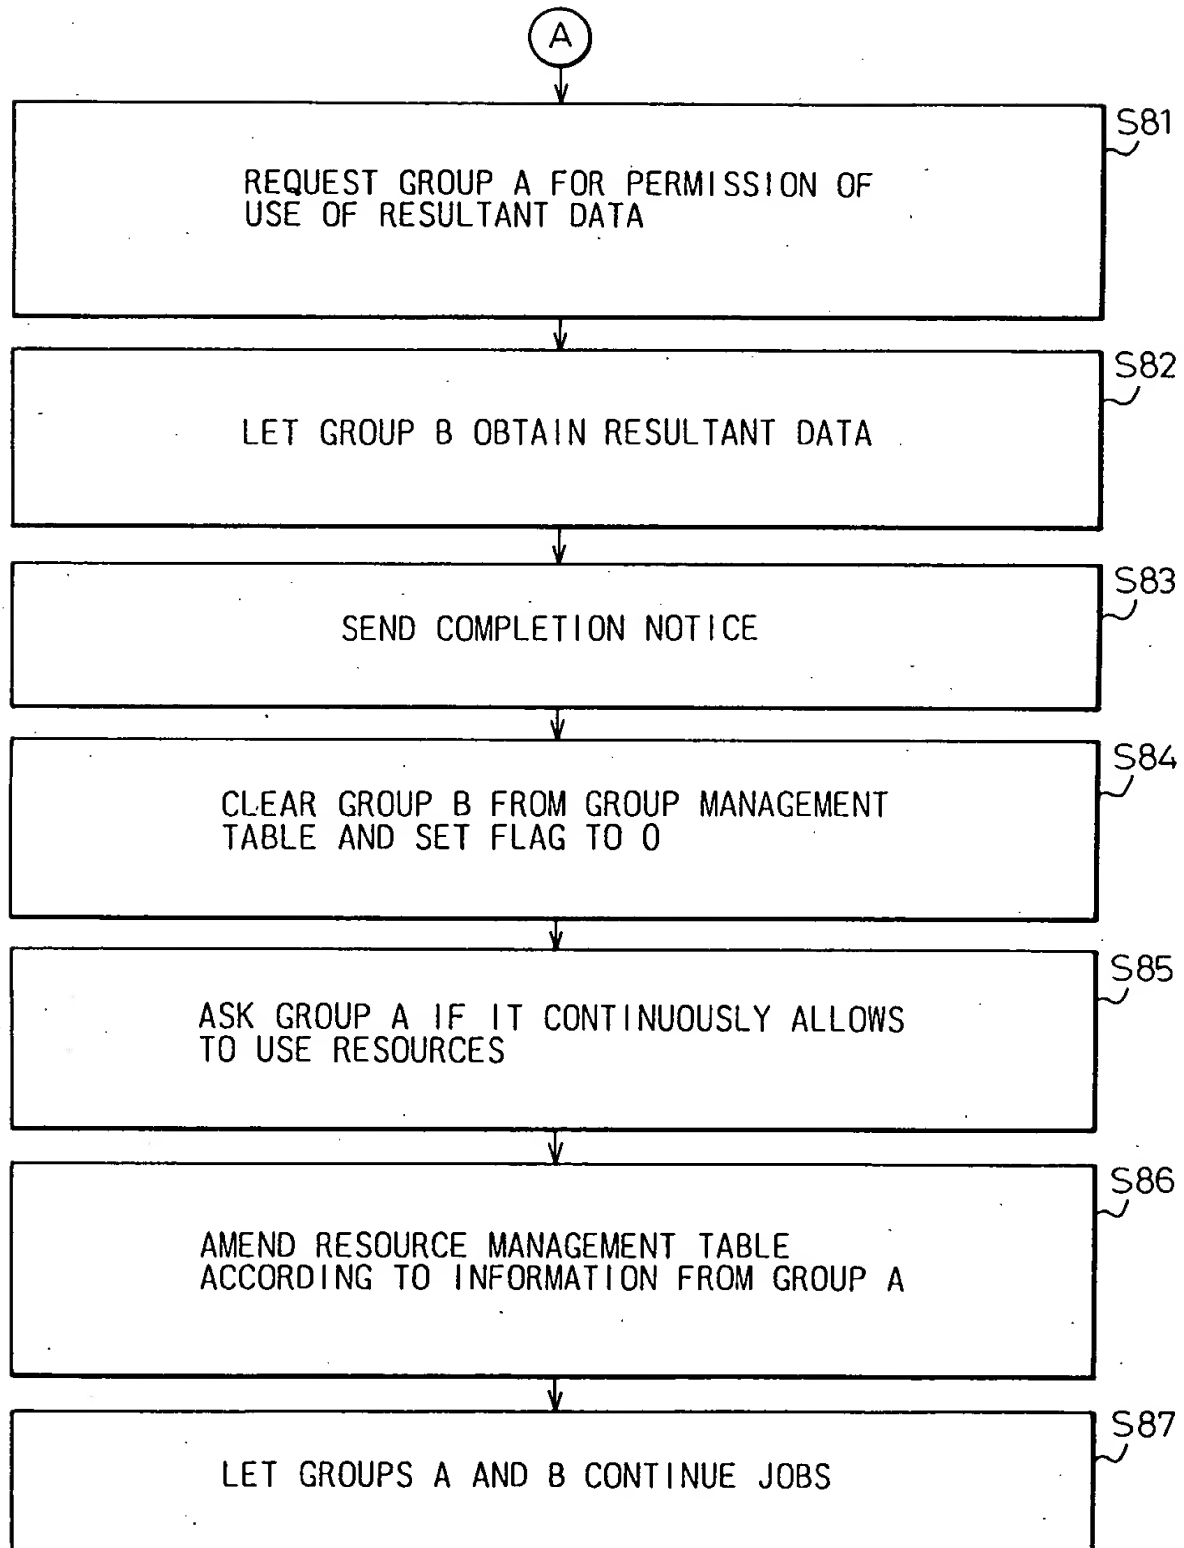 A
S81
REQUEST GROUP A FOR PERMISSION OF
USE OF RESULTANT DATA
S82
LET GROUP B OBTAIN RESULTANT DATA
S83
SEND COMPLETION NOTICE
S84
CLEAR GROUP B FROM GROUP MANAGEMENT
TABLE AND SET FLAG TO 0
S85
ASK GROUP A IF IT CONTINUOUSLY ALLOWS
TO USE RESOURCES
S86
AMEND RESOURCE MANAGEMENT TABLE
ACCORDING TO INFORMATION FROM GROUP A
S87
LET GROUPS A AND B CONTINUE JOBS